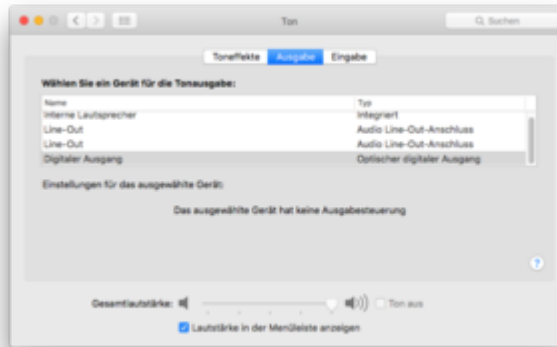 Ton
Suchen
Toneffekte Ausgabe Eingabe
Wählen Sie ein Gerät für die Tonausgabe:
Name Typ
Interne Lautsprecher Integriert
Line-Out Audio Line-Out-Anschluss
Line-Out Audio Line-Out-Anschluss
Digitaler Ausgang Optischer digitaler Ausgang
Einstellungen für das ausgewählte Gerät:
Das ausgewählte Gerät hat keine Ausgabesteuerung
?
Gesamtlautstärke: Ton aus
Lautstärke in der Menüleiste anzeigen